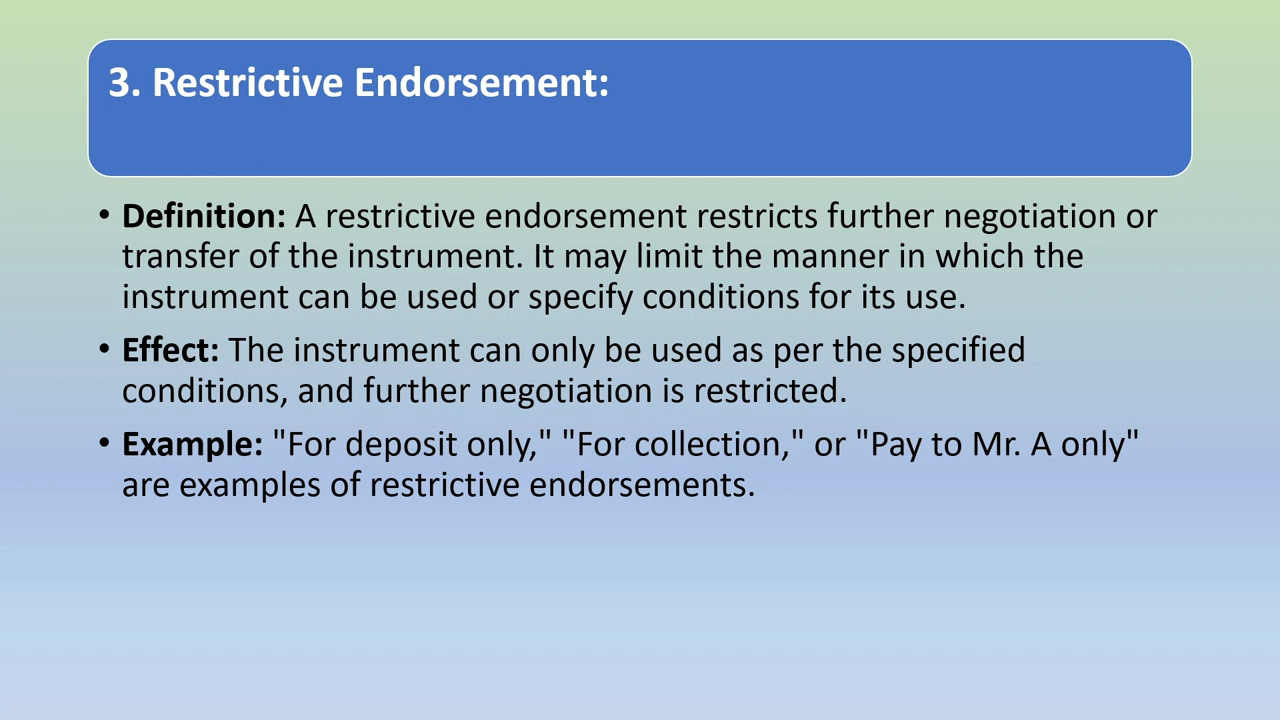 3. Restrictive Endorsement:
• Definition: A restrictive endorsement restricts further negotiation or
transfer of the instrument. It may limit the manner in which the
instrument can be used or specify conditions for its use.
• Effect: The instrument can only be used as per the specified
conditions, and further negotiation is restricted.
• Example: "For deposit only," "For collection," or "Pay to Mr. A only"
are examples of restrictive endorsements.